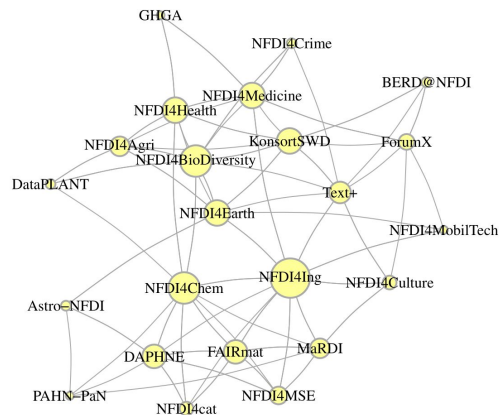 GHGA
NFDI4Crime
BERD@NFDI
NFDI4Medicine
NFDI4Health
KonsortSWD
ForumX
NFDI4Agri
NFDI4BioDiversity
DataPLANT
Text+
NFDI4Earth
NFDI4MobilTech
NFDI4Ing
NFDI4Culture
NFDI4Chem
Astro-NFDI
MaRDI
FAIRmat
DAPHNE
PAHN-PaN
NFDI4MSE
NFDI4cat